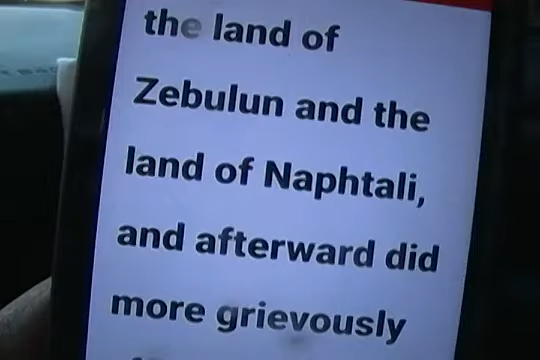 the land of
Zebulun and the
land of Naphtali,
and afterward did
more grievously